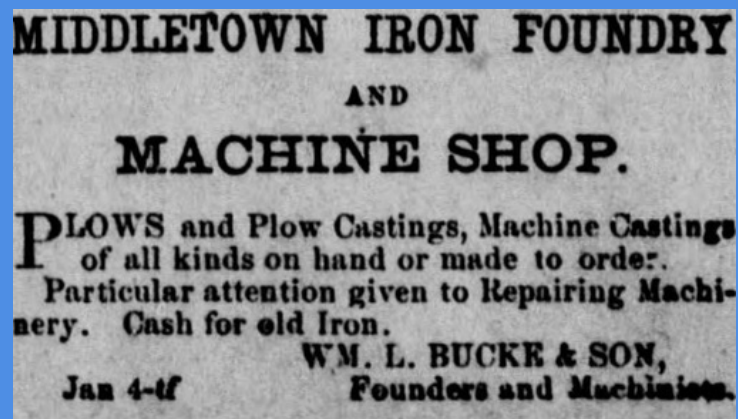 MIDDLETOWN IRON FOUNDRY
AND
MACHINE SHOP.
PLOWS and Plow Castings, Machine Castings
of all kinds on hand or made to order.
Particular attention given to Repairing Machi-
nery. Cash for old Iron.
WM. L. BUCKE & SON,
Jan 4-tf Founders and Machinists.